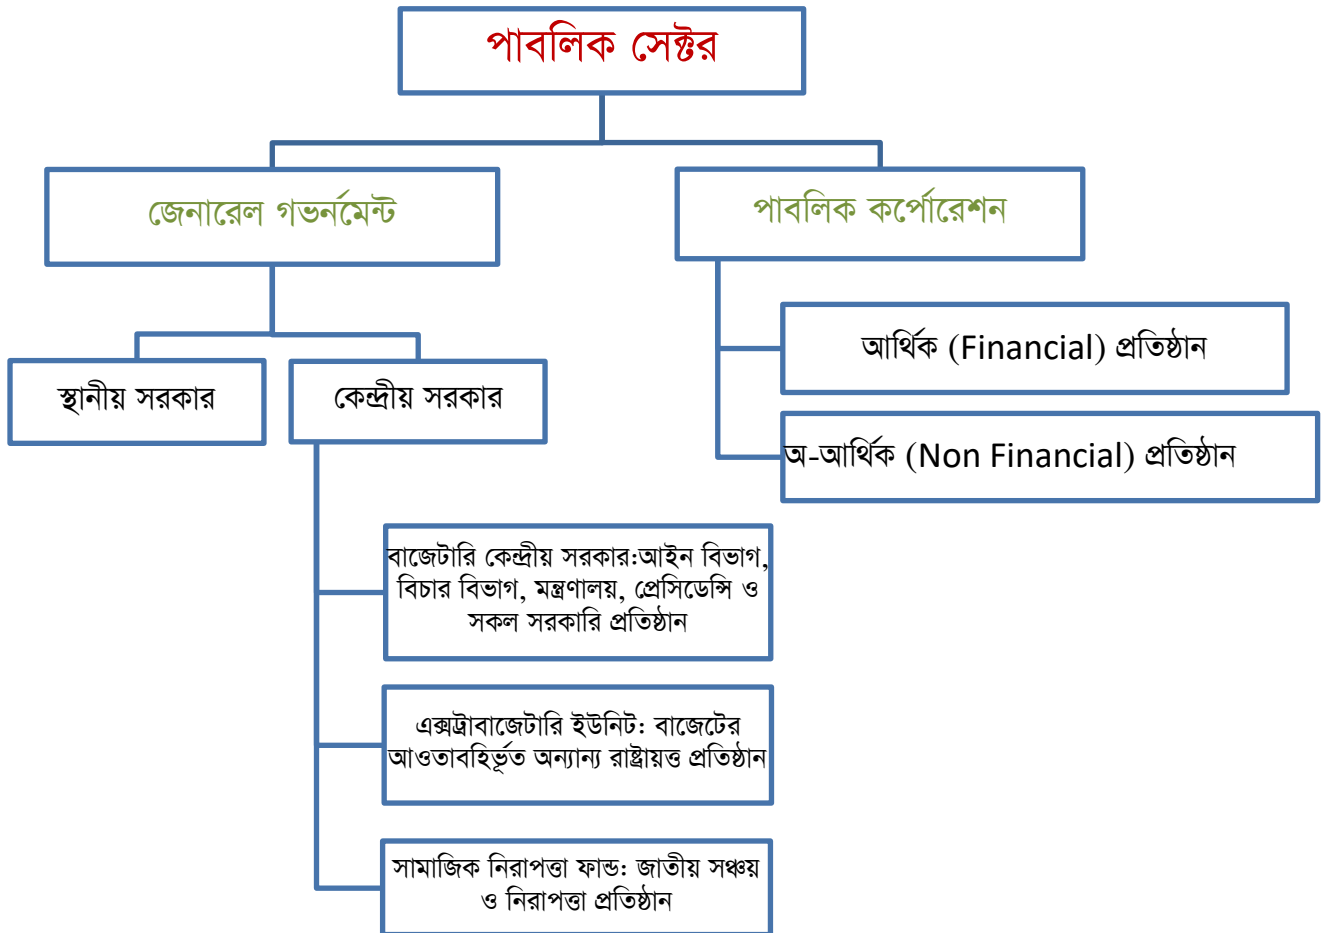 পাবলিক সেক্টর
জেনারেল গভর্নমেন্ট
পাবলিক কর্পোরেশন
আর্থিক (Financial) প্রতিষ্ঠান
স্থানীয় সরকার
কেন্দ্রীয় সরকার
অ-আর্থিক (Non Financial) প্রতিষ্ঠান
বাজেটারি কেন্দ্রীয় সরকার:আইন বিভাগ,
বিচার বিভাগ, মন্ত্রণালয়, প্রেসিডেন্সি ও
সকল সরকারি প্রতিষ্ঠান
এক্সট্রাবাজেটারি ইউনিট: বাজেটের
আওতাবহির্ভূত অন্যান্য রাষ্ট্রায়ত্ত প্রতিষ্ঠান
সামাজিক নিরাপত্তা ফান্ড: জাতীয় সঞ্চয়
ও নিরাপত্তা প্রতিষ্ঠান